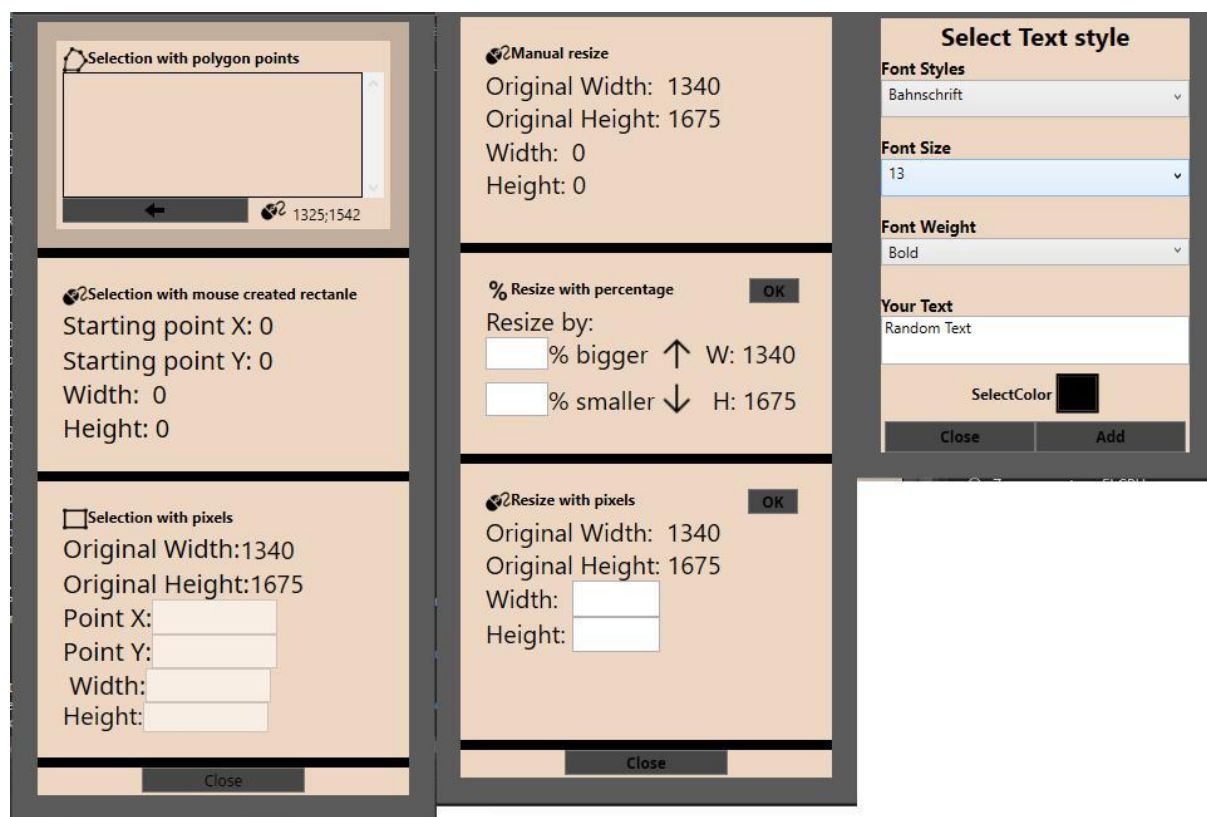 Selection with polygon points
1325;1542
Selection with mouse created rectanle
Starting point X: 0
Starting point Y: 0
Width: 0
Height: 0
Selection with pixels
Original Width:1340
Original Height:1675
Point X:
Point Y:
Width:
Height:
Close
Manual resize
Original Width: 1340
Original Height: 1675
Width: 0
Height: 0
% Resize with percentage OK
Resize by:
% bigger ↑ W: 1340
% smaller ↓ H: 1675
Resize with pixels OK
Original Width: 1340
Original Height: 1675
Width:
Height:
Close
Select Text style
Font Styles
Bahnschrift
Font Size
13
Font Weight
Bold
Your Text
Random Text
SelectColor
Close Add